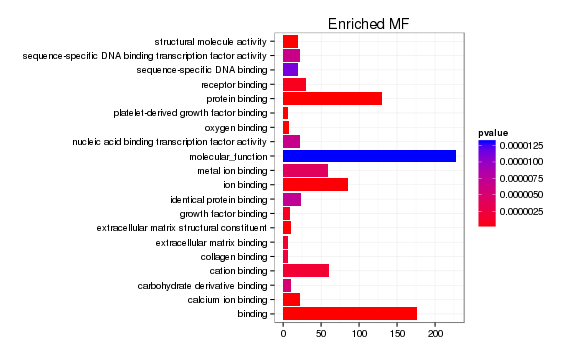 Enriched MF
structural molecule activity
sequence-specific DNA binding transcription factor activity
sequence-specific DNA binding
receptor binding
protein binding
platelet-derived growth factor binding
oxygen binding
nucleic acid binding transcription factor activity
molecular_function
metal ion binding
ion binding
identical protein binding
growth factor binding
extracellular matrix structural constituent
extracellular matrix binding
collagen binding
cation binding
carbohydrate derivative binding
calcium ion binding
binding
0 50 100 150 200
pvalue
0.0000125
0.0000100
0.0000075
0.0000050
0.0000025